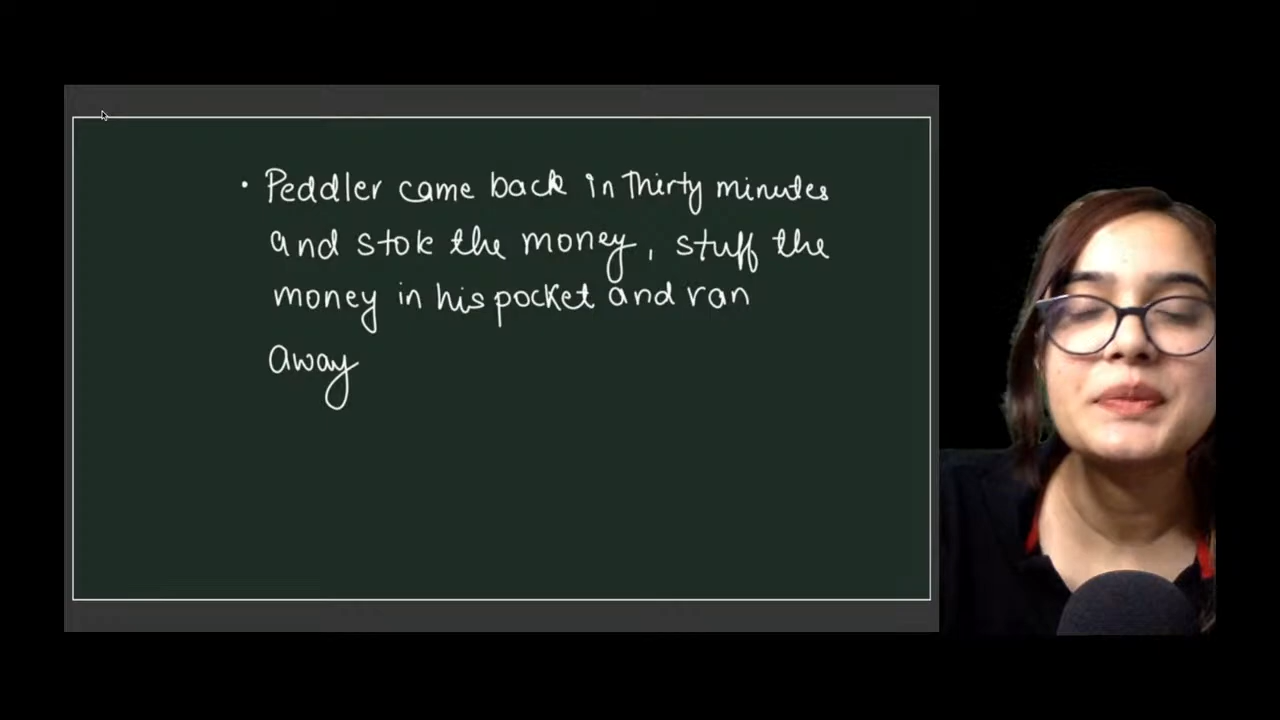 • Peddler came back in Thirty minutes
and stole the money, stuff the
money in his pocket and ran
away